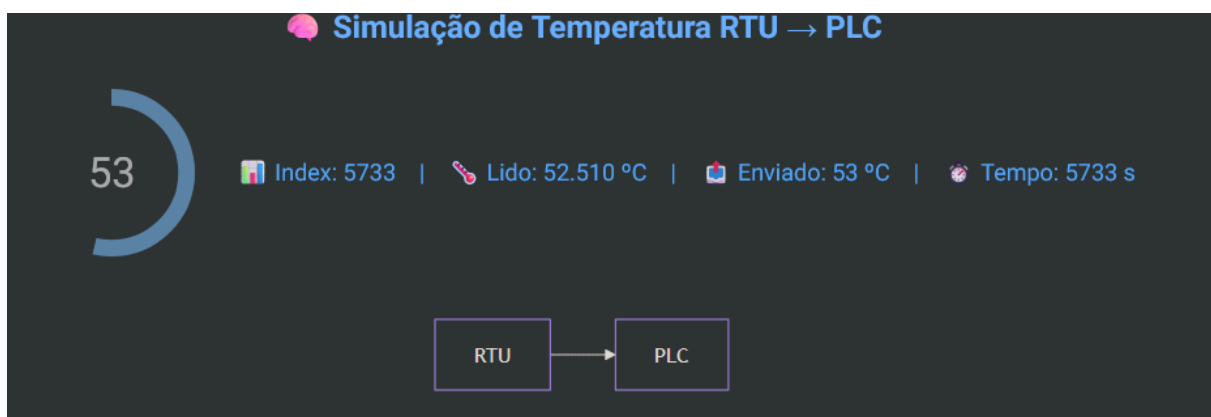 🧠 Simulação de Temperatura RTU → PLC
53
📊 Index: 5733 | 🌡️ Lido: 52.510 ºC | 📤 Enviado: 53 ºC | ⏱️ Tempo: 5733 s
RTU
PLC